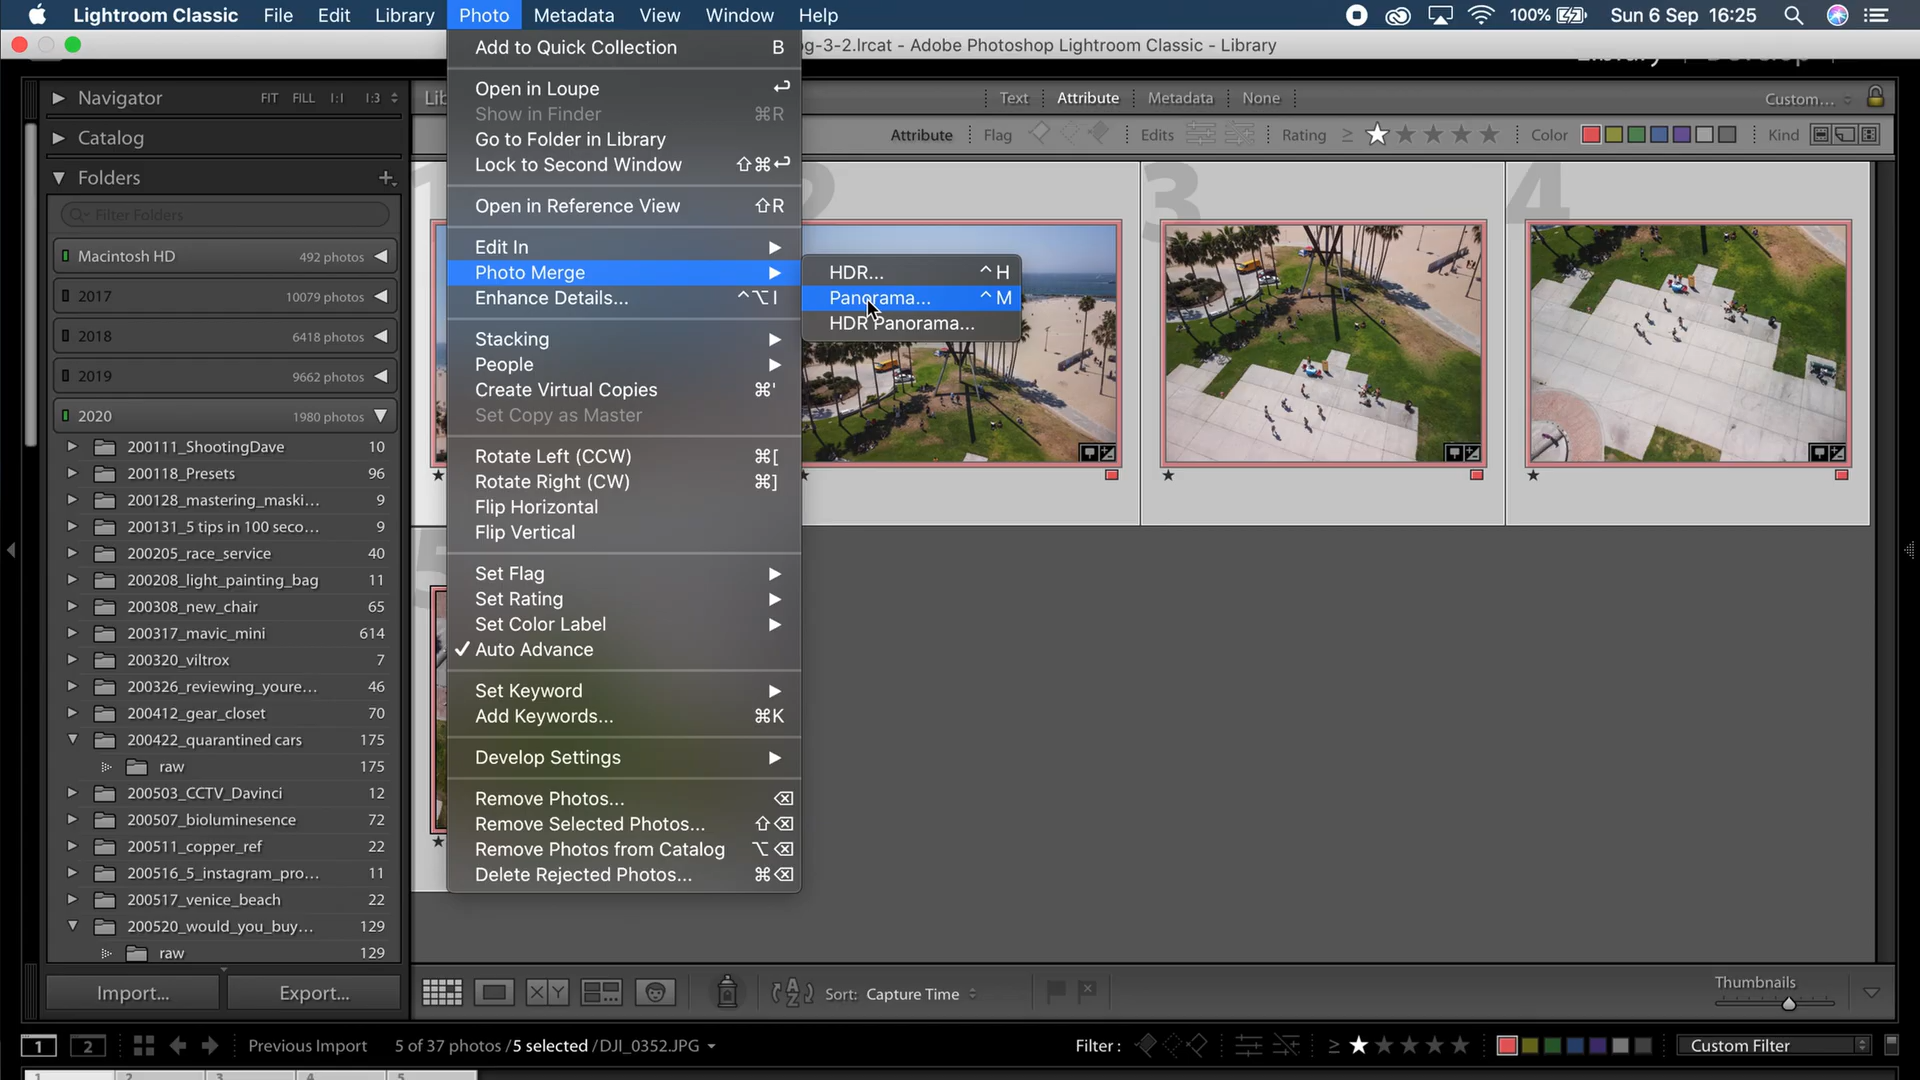 Lightroom Classic File Edit Library Photo Metadata View Window Help 100% Sun 6 Sep 16:25
g-3-2.lrcat - Adobe Photoshop Lightroom Classic - Library
Navigator FIT FILL 1:1 1:3
Text Attribute Metadata None Custom...
Catalog
Attribute Flag Edits Rating ≥ Color Kind
Folders
Filter Folders
Macintosh HD 492 photos
2017 10079 photos
2018 6418 photos
2019 9662 photos
2020 1980 photos
200111_ShootingDave 10
200118_Presets 96
200128_mastering_maski... 9
200131_5 tips in 100 seco... 9
200205_race_service 40
200208_light_painting_bag 11
200308_new_chair 65
200317_mavic_mini 614
200320_viltrox 7
200326_reviewing_youre... 46
200412_gear_closet 70
200422_quarantined cars 175
raw 175
200503_CCTV_Davinci 12
200507_bioluminesence 72
200511_copper_ref 22
200516_5_instagram_pro... 11
200517_venice_beach 22
200520_would_you_buy... 129
raw 129
Import... Export...
Add to Quick Collection B
Open in Loupe ↩
Show in Finder ⌘R
Go to Folder in Library
Lock to Second Window ⇧⌘↩
Open in Reference View ⇧R
Edit In ▶
Photo Merge ▶
Enhance Details... ^⌥I
Stacking ▶
People ▶
Create Virtual Copies ⌘'
Set Copy as Master
Rotate Left (CCW) ⌘[
Rotate Right (CW) ⌘]
Flip Horizontal
Flip Vertical
Set Flag ▶
Set Rating ▶
Set Color Label ▶
✓ Auto Advance
Set Keyword ▶
Add Keywords... ⌘K
Develop Settings ▶
Remove Photos... ⌫
Remove Selected Photos... ⇧⌫
Remove Photos from Catalog ⌥⌫
Delete Rejected Photos... ⌘⌫
HDR... ^H
Panorama... ^M
HDR Panorama...
2 3 4
5
X Y A Z Sort: Capture Time Thumbnails
1 2 Previous Import 5 of 37 photos /5 selected /DJI_0352.JPG Filter : ≥ Custom Filter
1 2 3 4 5